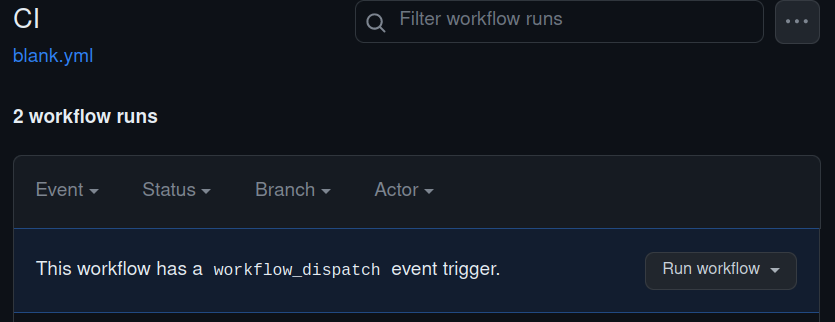 CI
Filter workflow runs
blank.yml
2 workflow runs
Event Status Branch Actor
This workflow has a workflow_dispatch event trigger. Run workflow